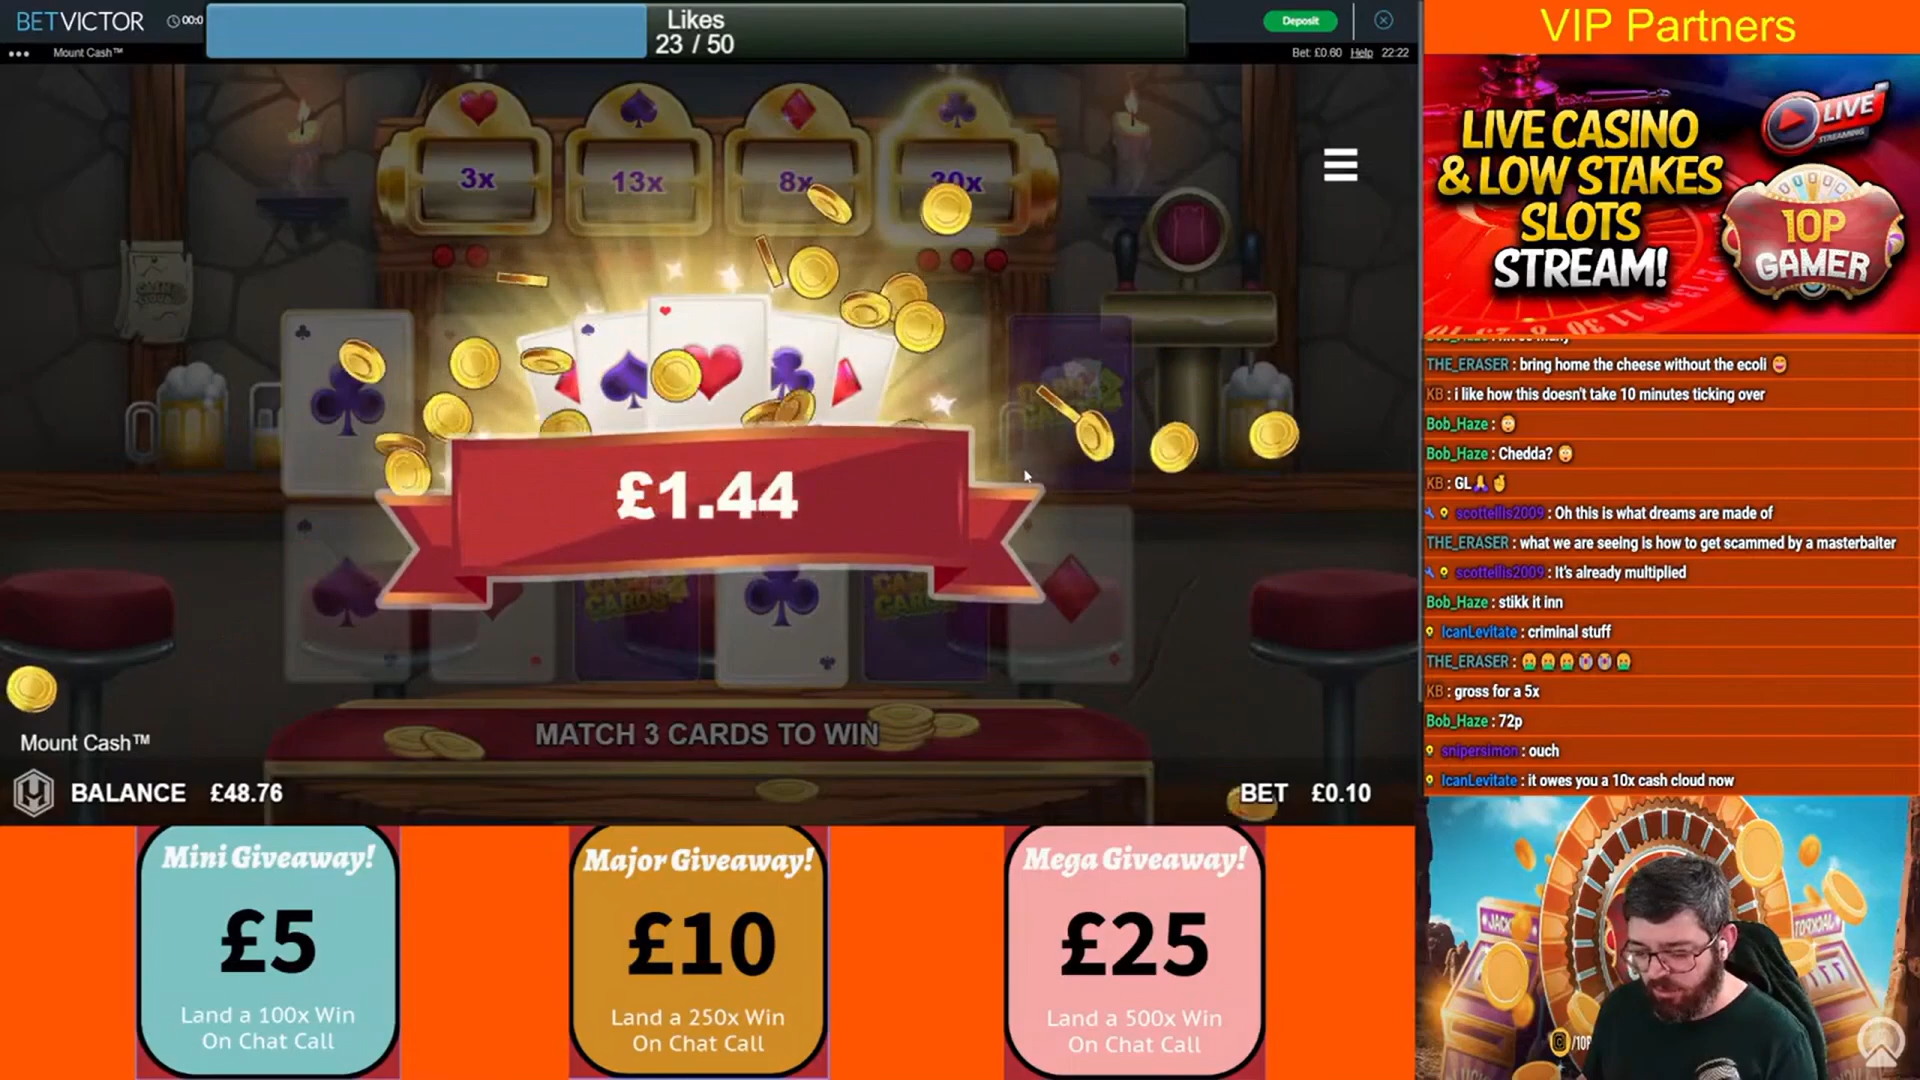 BETVICTOR
00:0
Likes
23 / 50
Deposit
Mount Cash™
Bet: £0.60 Help 22:22
3x
13x
8x
30x
£1.44
MATCH 3 CARDS TO WIN
Mount Cash™
BALANCE £48.76
BET £0.10
Mini Giveaway!
£5
Land a 100x Win
On Chat Call
Major Giveaway!
£10
Land a 250x Win
On Chat Call
Mega Giveaway!
£25
Land a 500x Win
On Chat Call
VIP Partners
LIVE CASINO
& LOW STAKES
SLOTS
STREAM!
LIVE
STREAMING
10P
GAMER
THE_ERASER : bring home the cheese without the ecoli 
KB : i like how this doesn't take 10 minutes ticking over
Bob_Haze :
Bob_Haze : Chedda?
KB : GL
scottellis2009 : Oh this is what dreams are made of
THE_ERASER : what we are seeing is how to get scammed by a masterbaiter
scottellis2009 : It's already multiplied
Bob_Haze : stikk it inn
IcanLevitate : criminal stuff
THE_ERASER :
KB : gross for a 5x
Bob_Haze : 72p
snipersimon : ouch
IcanLevitate : it owes you a 10x cash cloud now